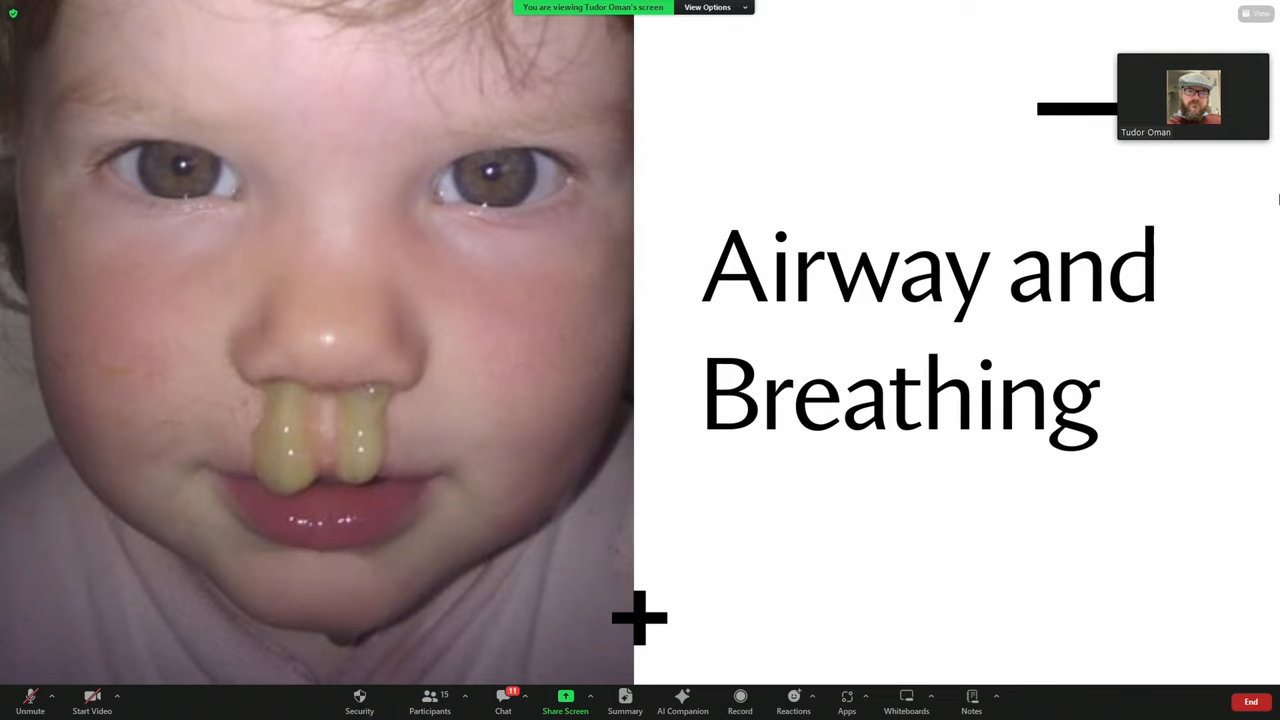 You are viewing Tudor Oman's screen
View Options
View
Tudor Oman
Airway and
Breathing
Unmute
Start Video
Security
15
Participants
11
Chat
Share Screen
Summary
AI Companion
Record
Reactions
Apps
Whiteboards
Notes
End